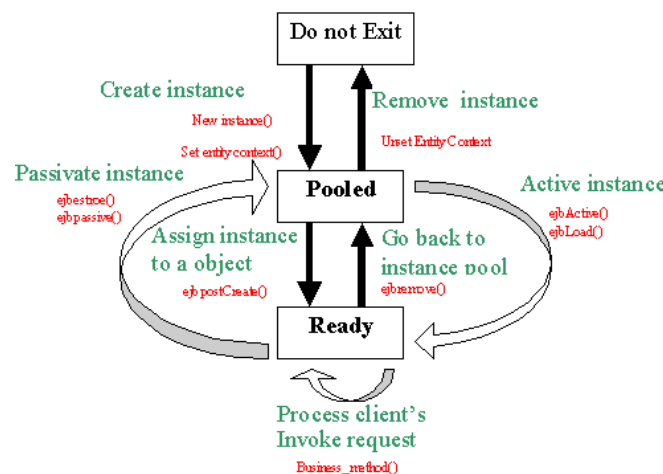 Do not Exit
Create instance
New instance()
Set entity context()
Remove instance
Unset Entity Context
Passivate instance
ejbestroe()
ejbpassive()
Pooled
Active instance
ejbActive()
ejbLoad()
Assign instance
to a object
ejbpostCreate()
Go back to
instance pool
ejbremove()
Ready
Process client's
Invoke request
Business_method()